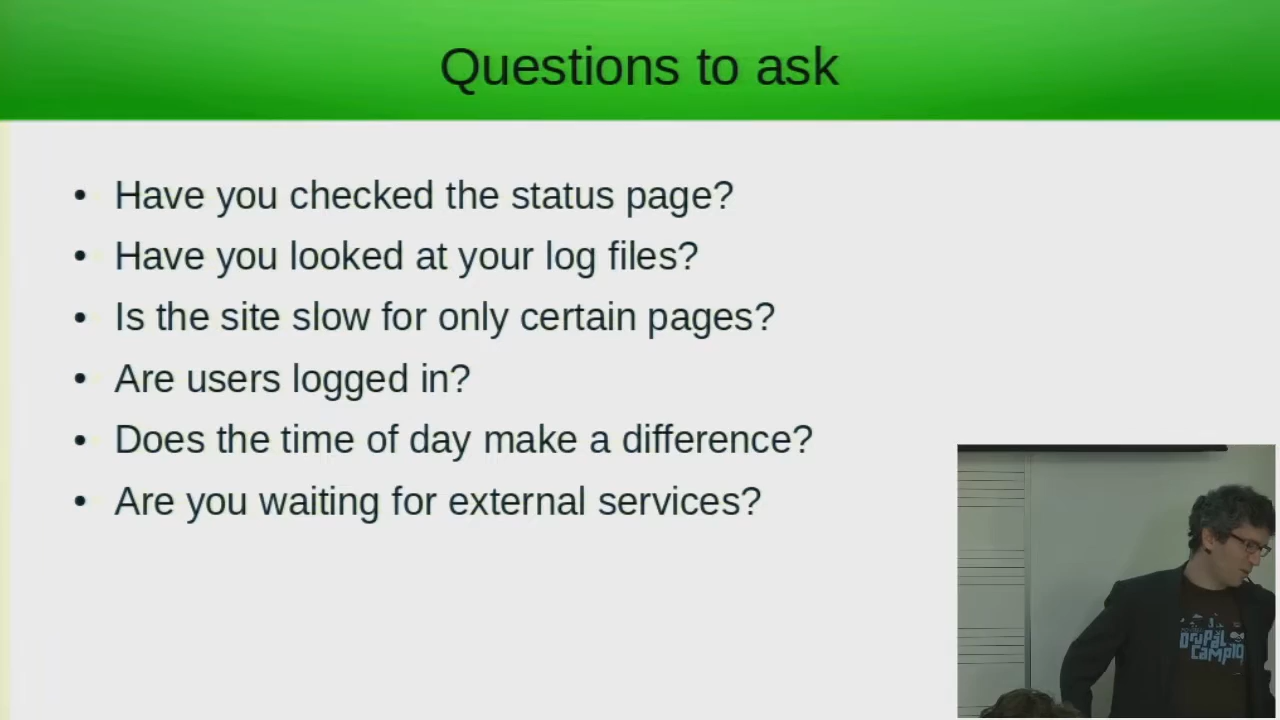 Questions to ask
• Have you checked the status page?
• Have you looked at your log files?
• Is the site slow for only certain pages?
• Are users logged in?
• Does the time of day make a difference?
• Are you waiting for external services?
DRUPAL
CAMP10